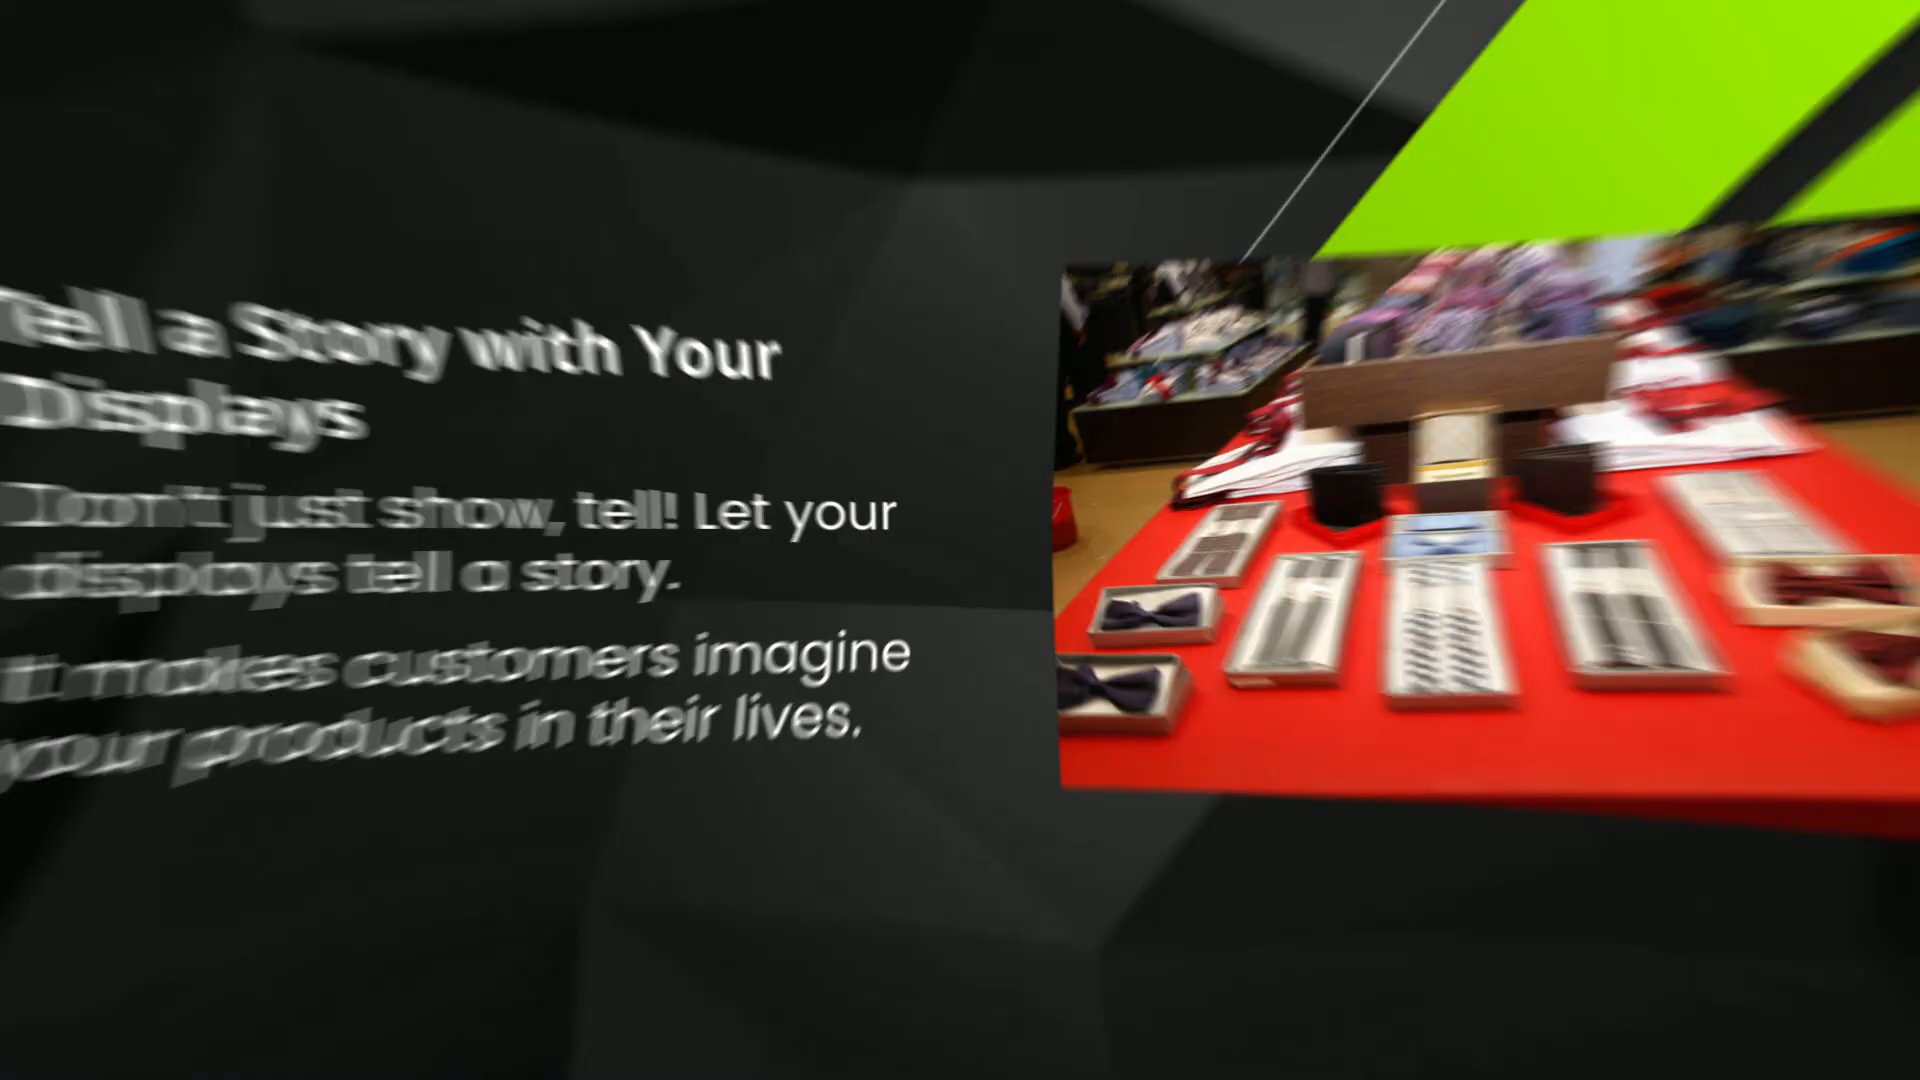 Tell a Story with Your
Displays
Don't just show, tell! Let your
displays tell a story.
It makes customers imagine
your products in their lives.